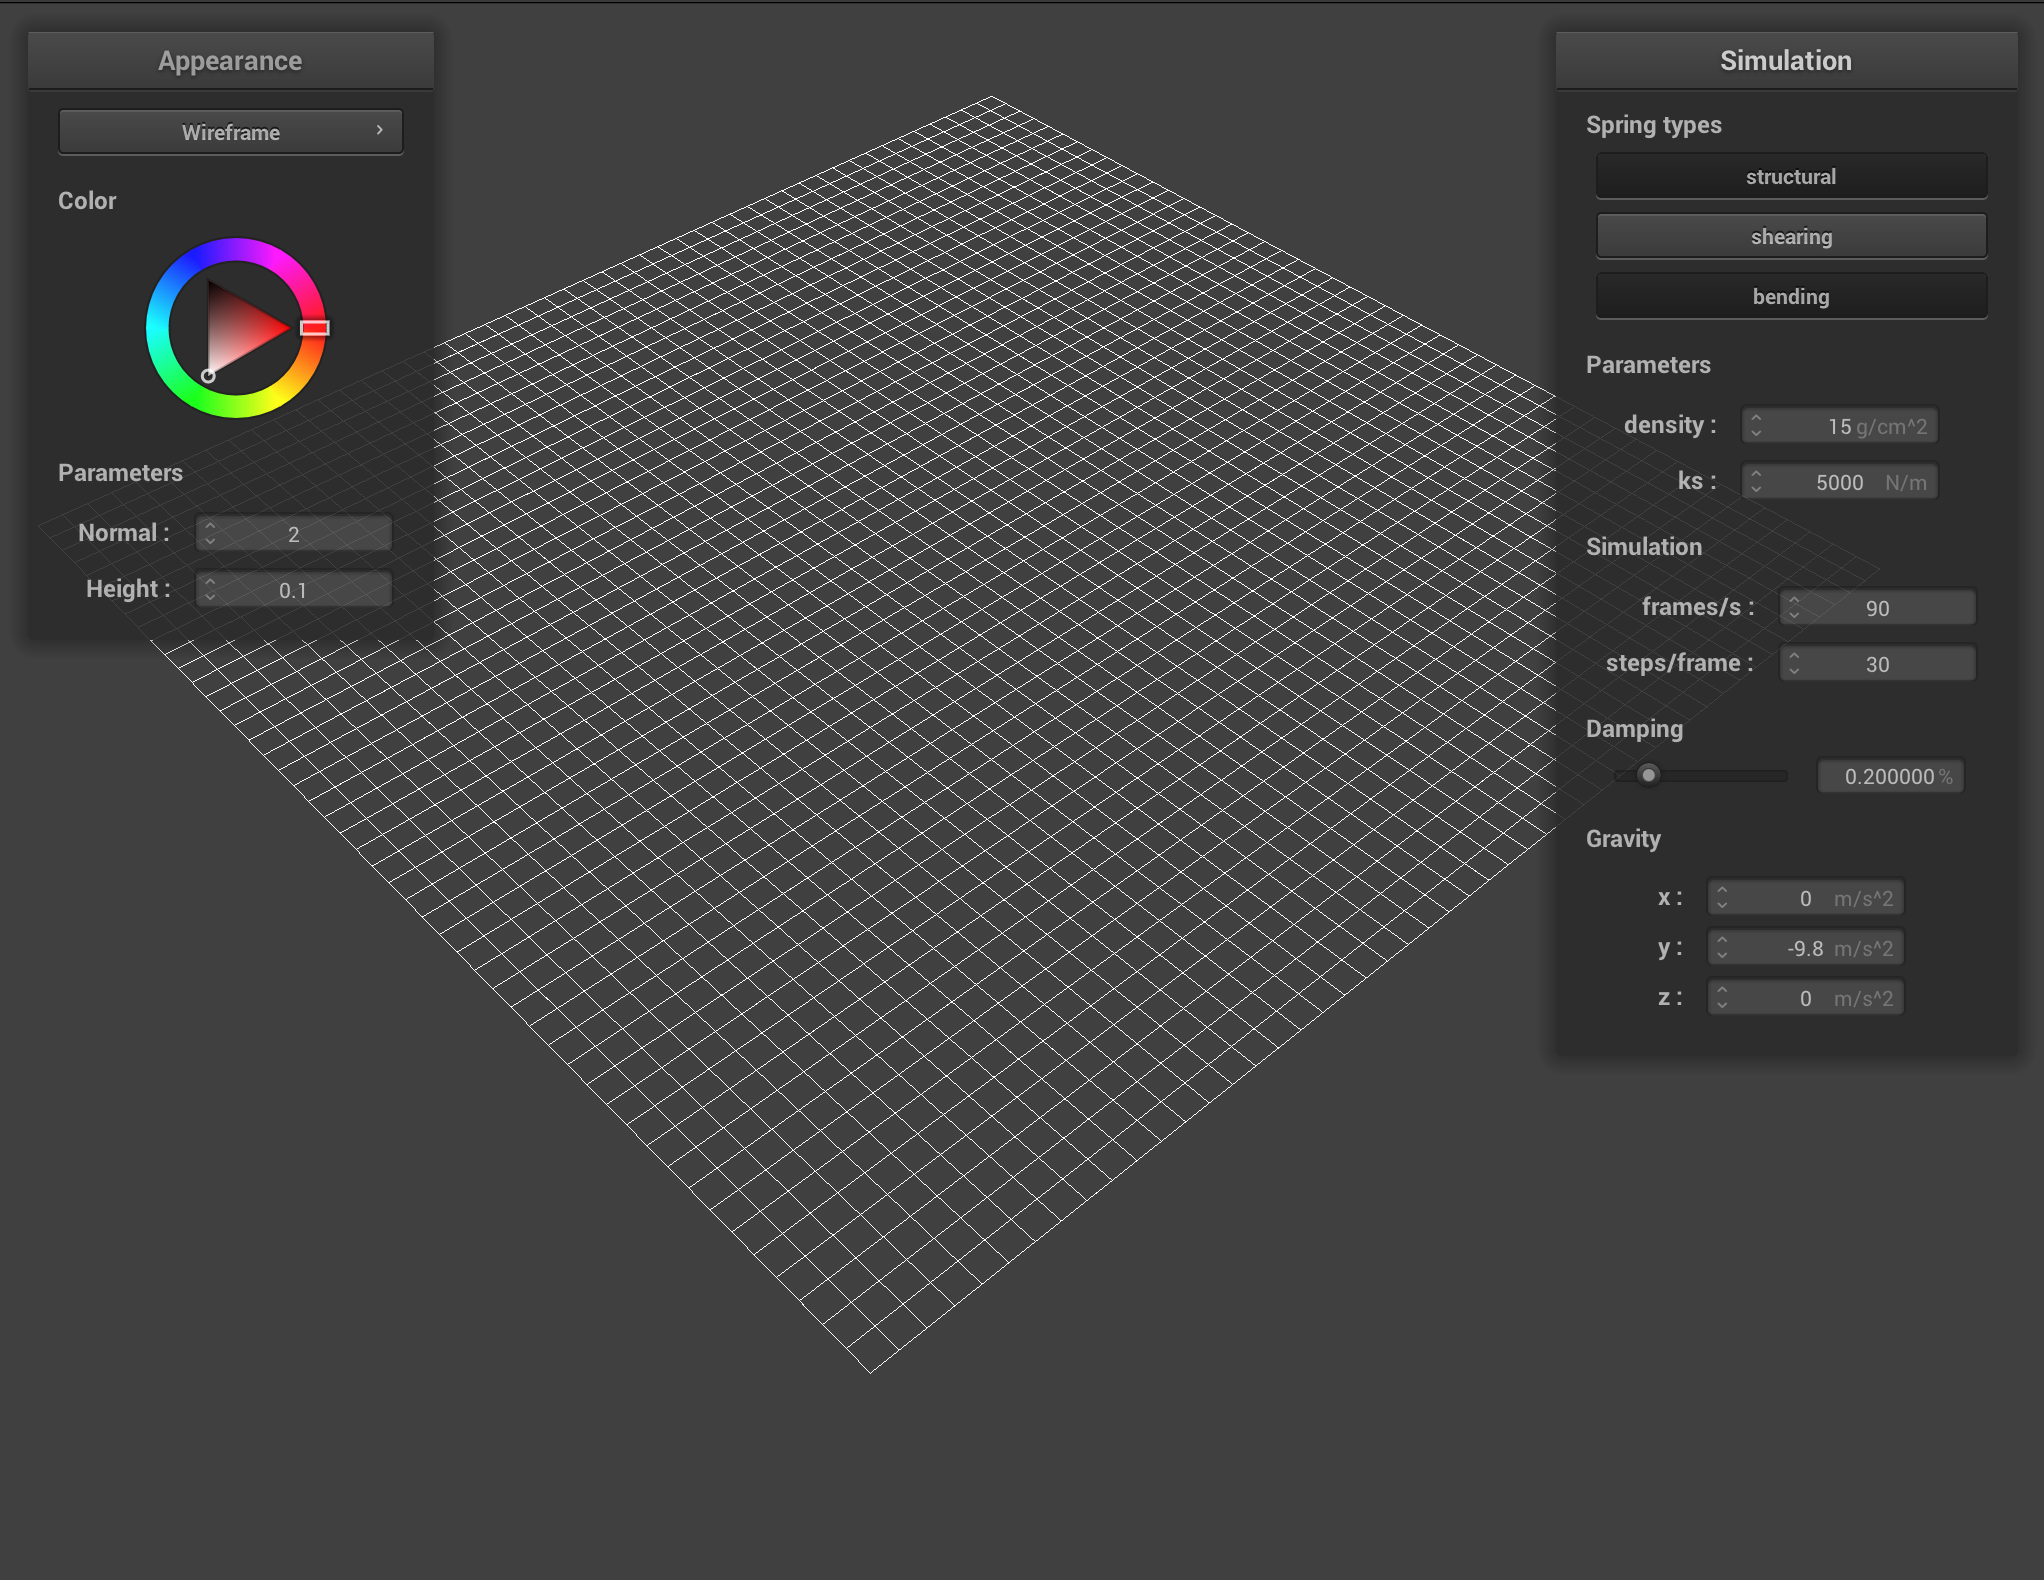 Appearance
Wireframe
Color
Parameters
Normal : 2
Height : 0.1
Simulation
Spring types
structural
shearing
bending
Parameters
density : 15 g/cm^2
ks : 5000 N/m
Simulation
frames/s : 90
steps/frame : 30
Damping
0.200000 %
Gravity
x : 0 m/s^2
y : -9.8 m/s^2
z : 0 m/s^2